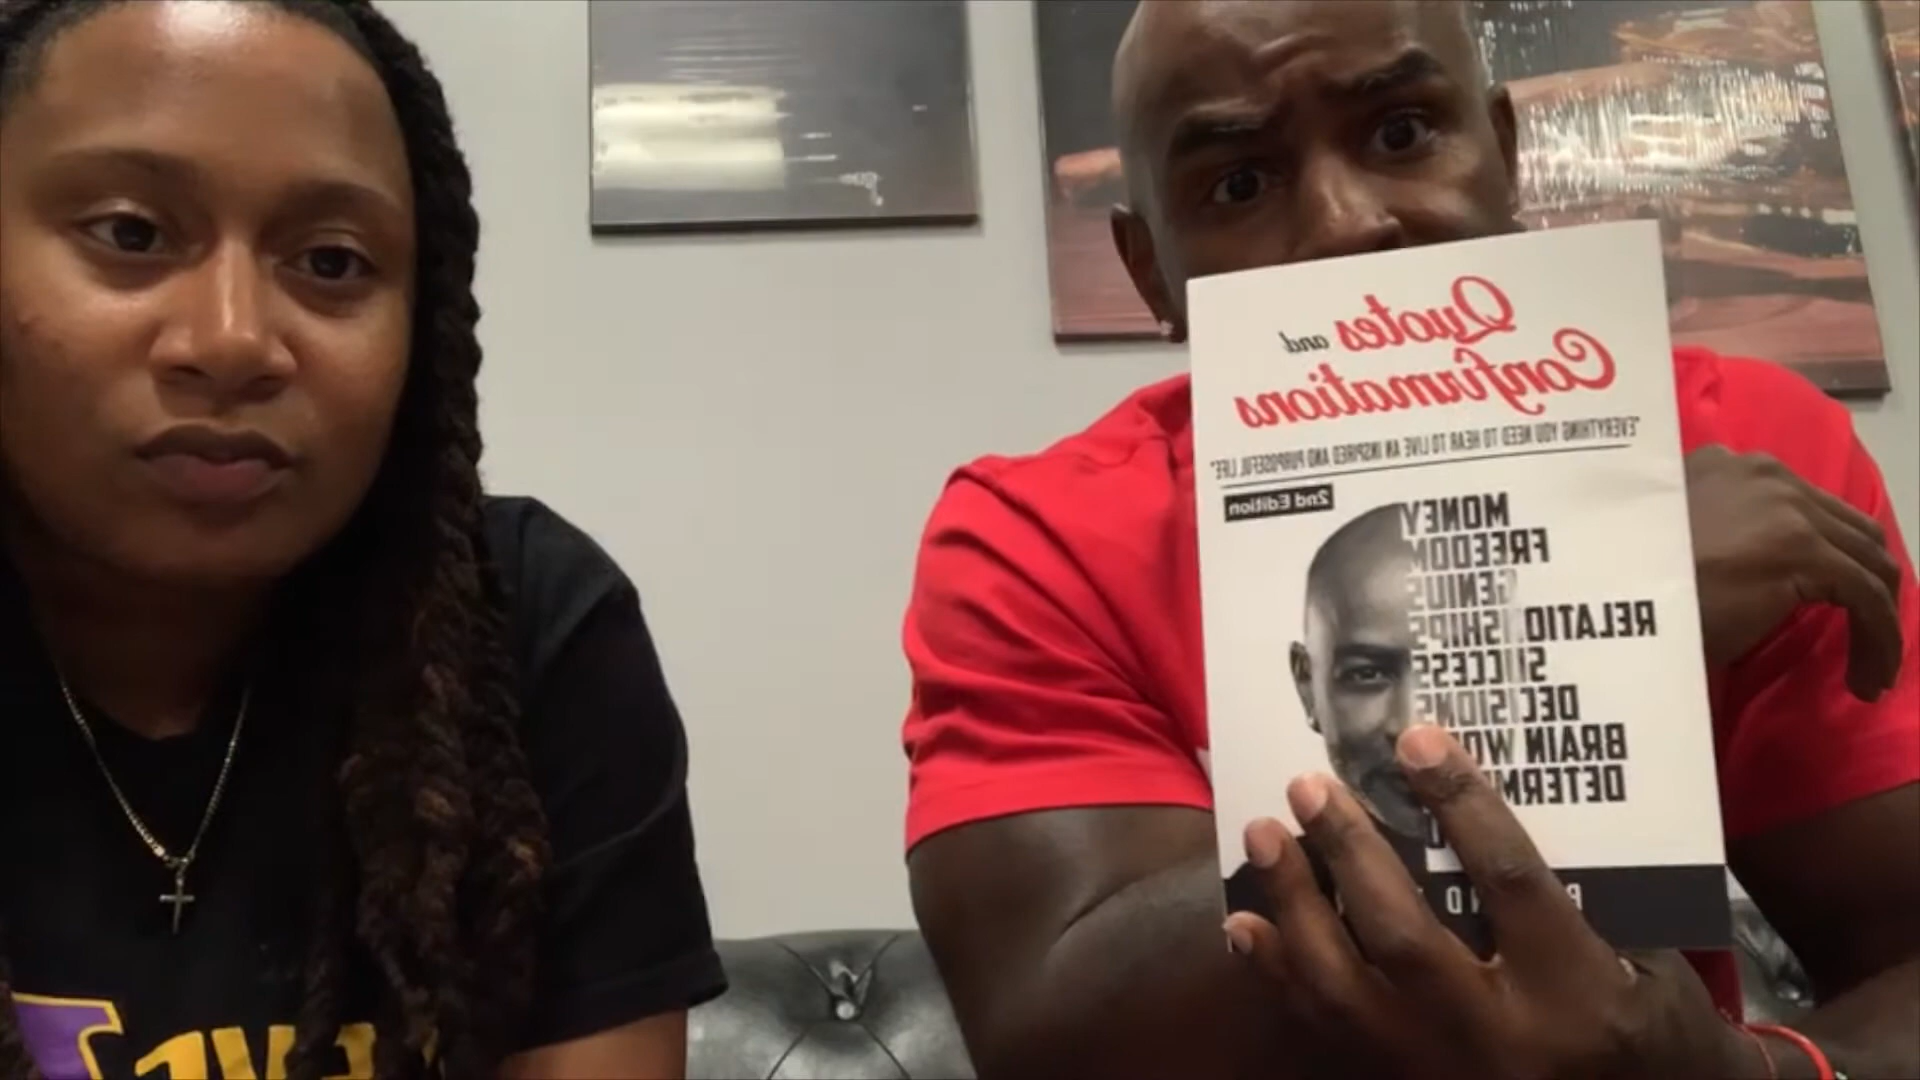 Quotes and
Confirmations
"EVERYTHING YOU NEED TO HEAR TO LIVE AN INSPIRED AND PURPOSEFUL LIFE"
2nd Edition
MONEY
FREEDOM
GENIUS
RELATIONSHIPS
SUCCESS
DECISIONS
BRAIN